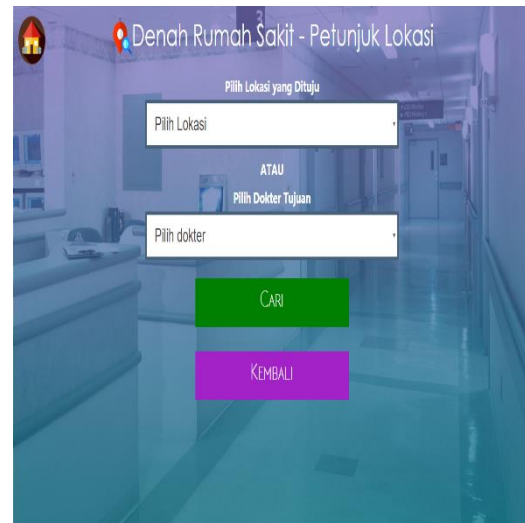 3
Denah Rumah Sakit - Petunjuk Lokasi
Pilih Lokasi yang Dituju
Pilih Lokasi
ATAU
Pilih Dokter Tujuan
Pilih dokter
CARI
KEMBALI